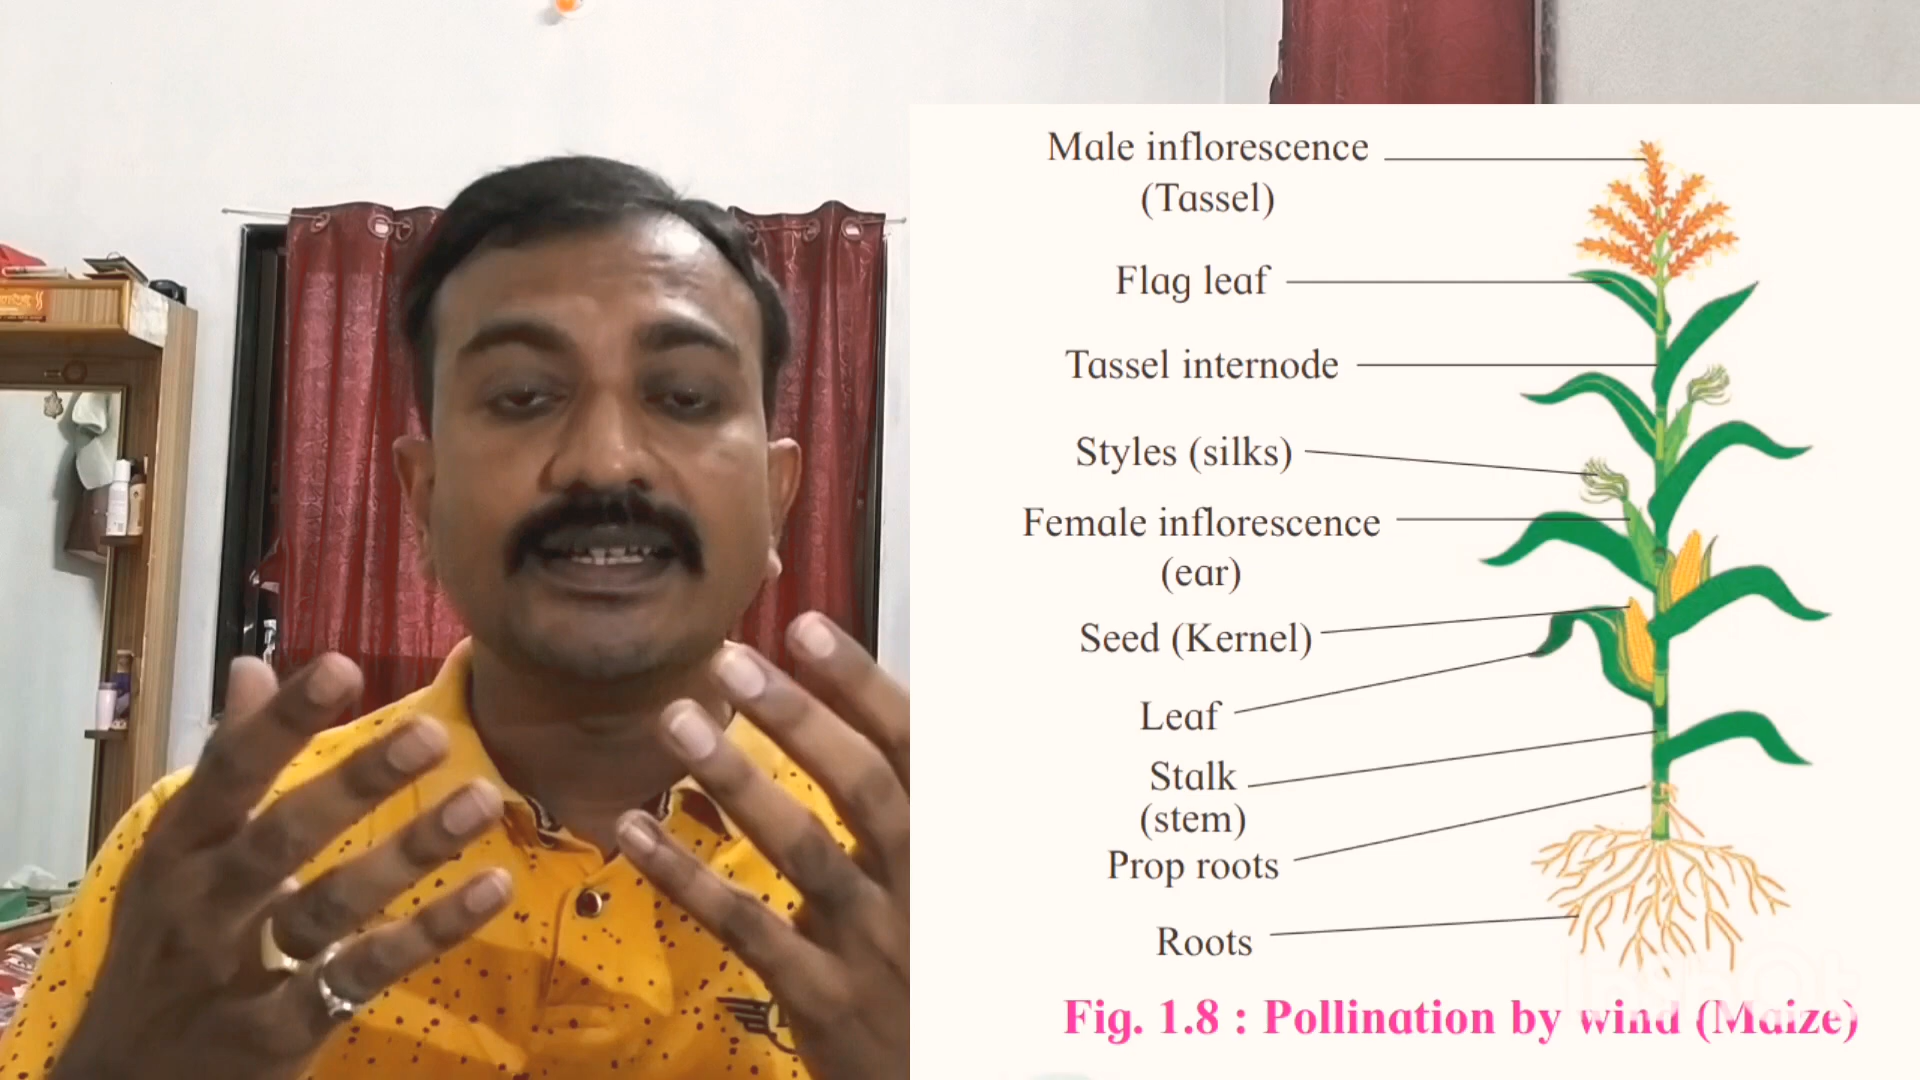 Male inflorescence
(Tassel)
Flag leaf
Tassel internode
Styles (silks)
Female inflorescence
(ear)
Seed (Kernel)
Leaf
Stalk
(stem)
Prop roots
Roots
Fig. 1.8 : Pollination by wind (Maize)